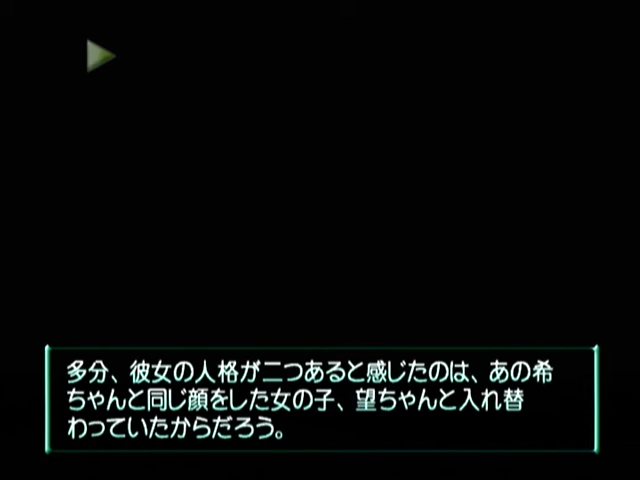 多分、彼女の人格が二つあると感じたのは、あの希
ちゃんと同じ顔をした女の子、望ちゃんと入れ替
わっていたからだろう。